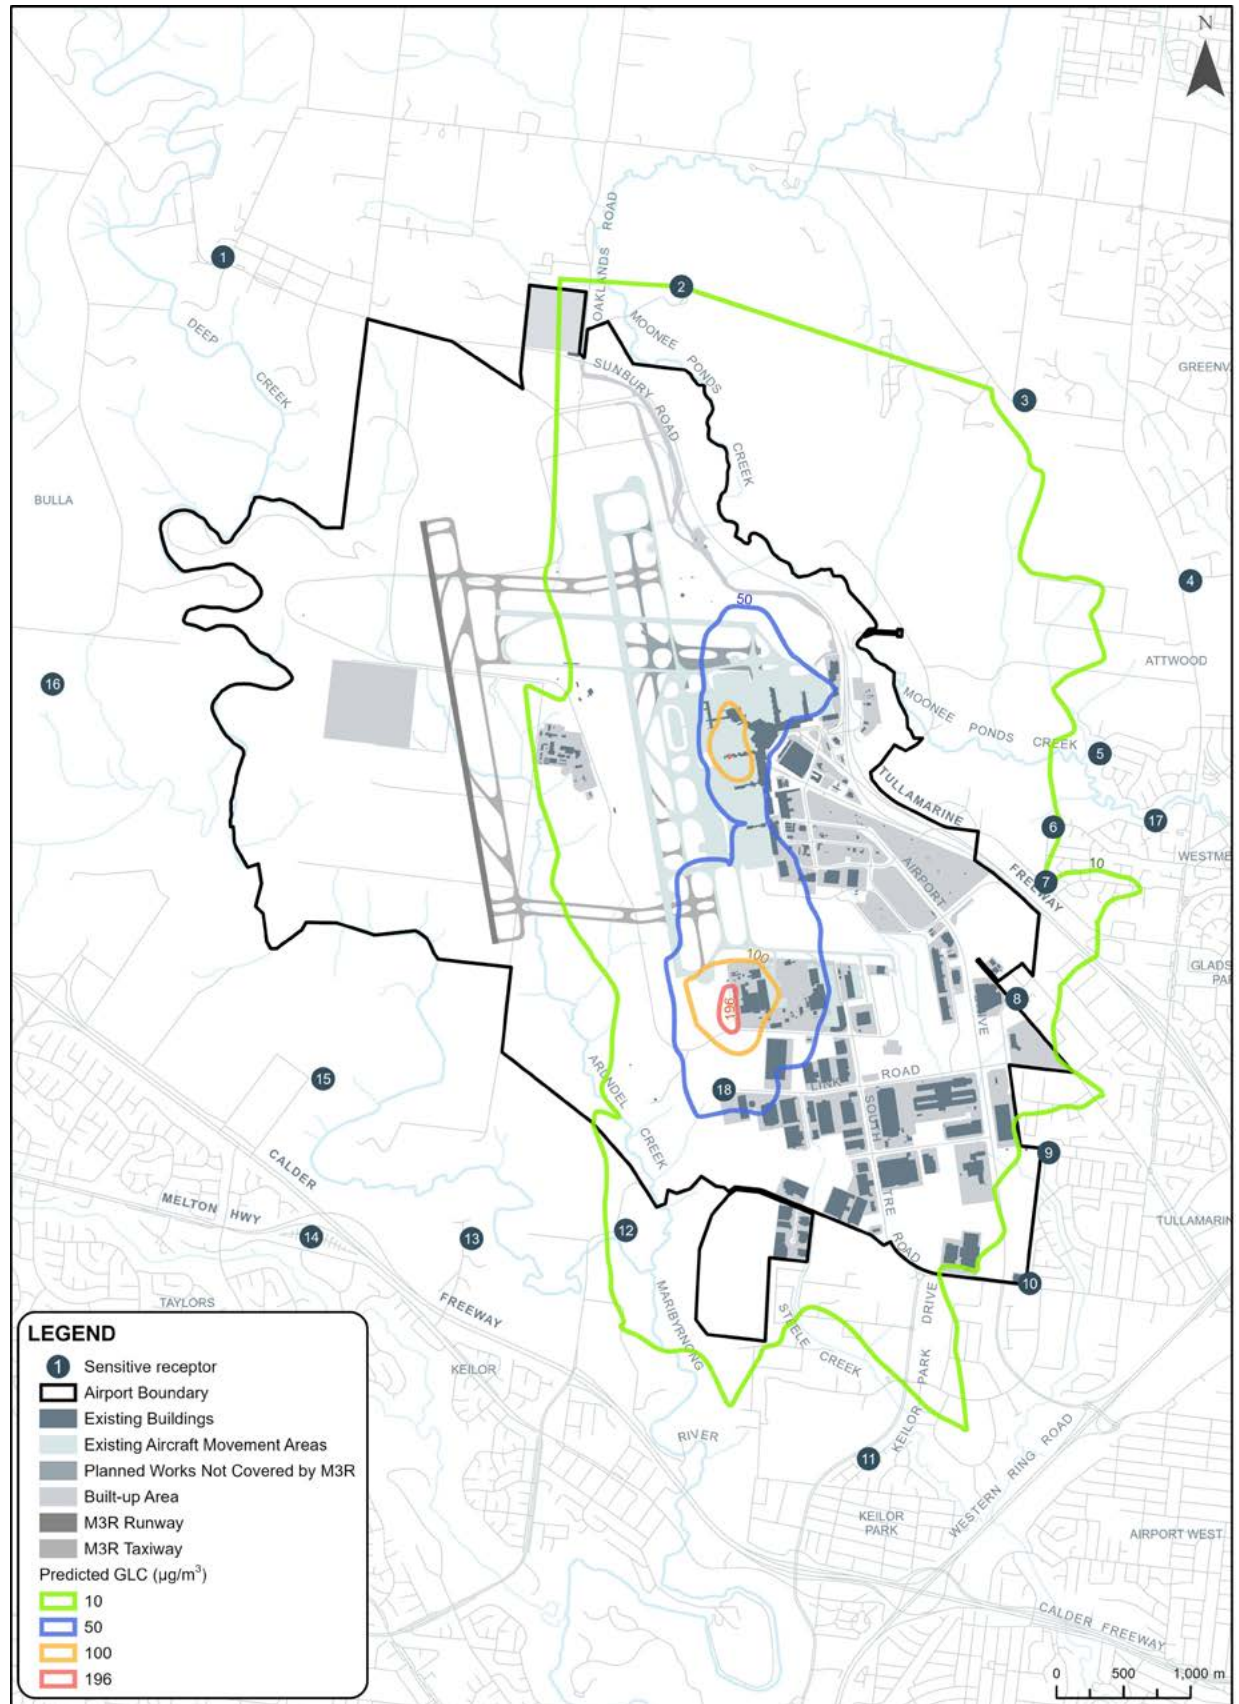 N
1
2
OAKLANDS ROAD
MOONEE PONDS
CREEK
DEEP
CREEK
SUNBURY ROAD
3
GREENV
BULLA
4
50
ATTWOOD
16
MOONEE PONDS CREEK
5
TULLAMARINE
FREEWAY
17
6
WESTME
10
7
AIRPORT
DRIVE
100
196
8
GLADS
PAR
15
ARUNDEL
CREEK
18
LINK ROAD
SOUTH
CENTRE
ROAD
9
CALDER
FREEWAY
MELTON HWY
14
13
12
TULLAMARIN
10
TAYLORS
MARIBYRNONG
RIVER
STEELE CREEK
KEILOR PARK DRIVE
KEILOR
11
WESTERN RING ROAD
KEILOR
PARK
AIRPORT WEST
CALDER FREEWAY
LEGEND
1 Sensitive receptor
Airport Boundary
Existing Buildings
Existing Aircraft Movement Areas
Planned Works Not Covered by M3R
Built-up Area
M3R Runway
M3R Taxiway
Predicted GLC (µg/m³)
10
50
100
196
0 500 1,000 m